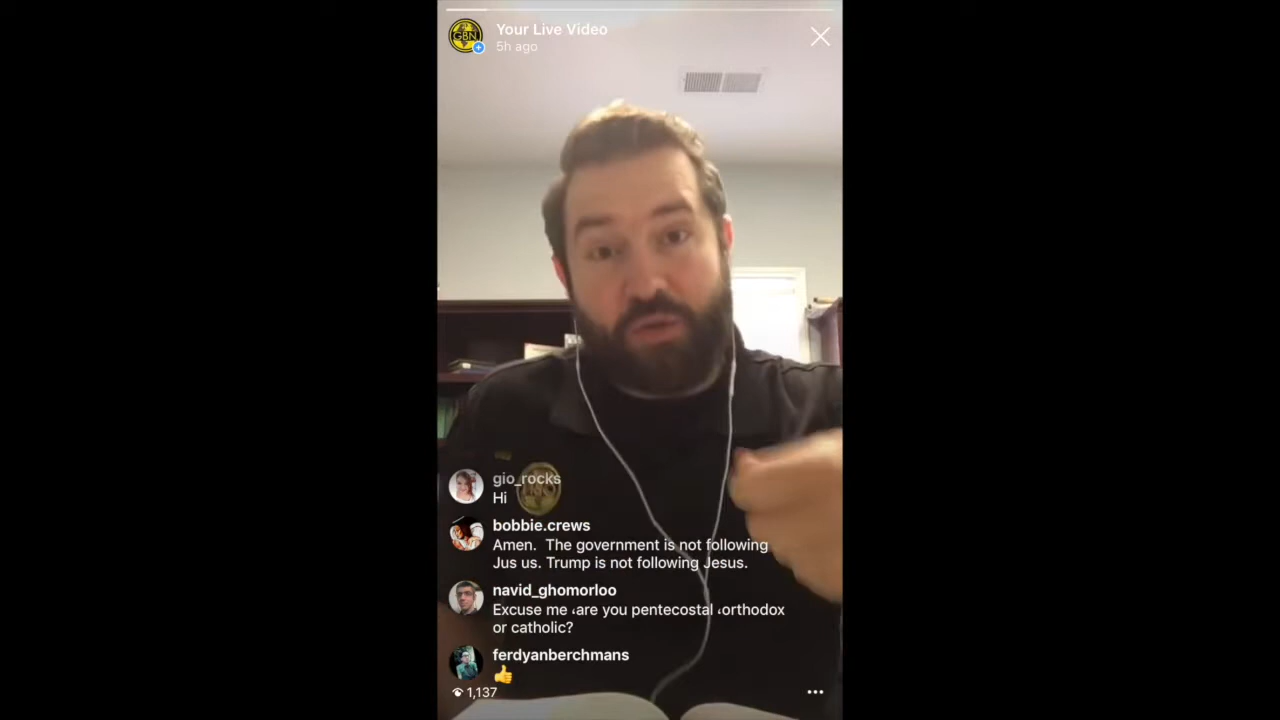 GBN
Your Live Video
5h ago
gio_rocks
Hi
bobbie.crews
Amen.  The government is not following
Jus us. Trump is not following Jesus.
navid_ghomorloo
Excuse me ،are you pentecostal ،orthodox
or catholic?
ferdyanberchmans
👍
1,137